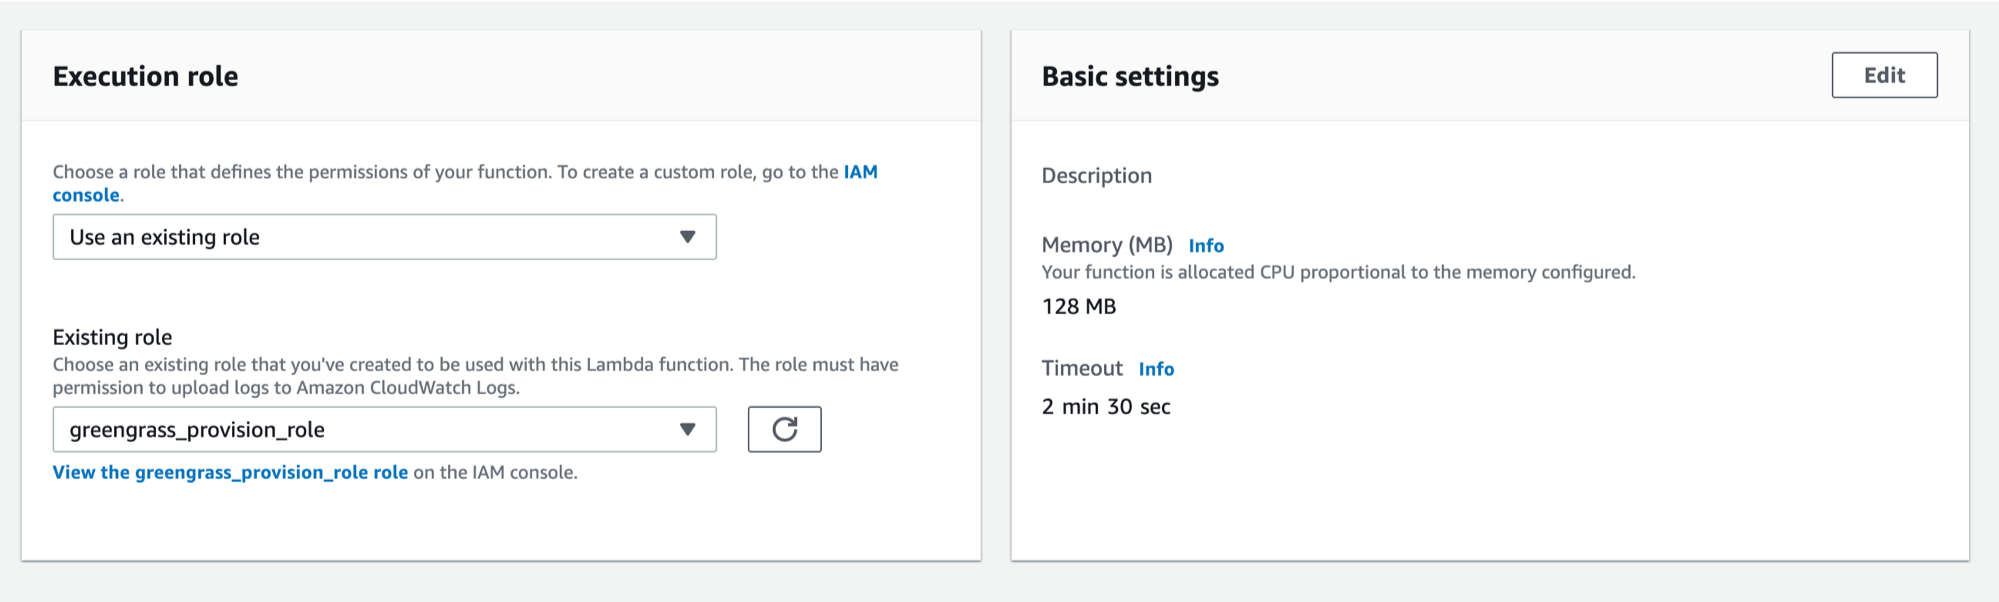 Execution role
Choose a role that defines the permissions of your function. To create a custom role, go to the IAM
console.
Use an existing role
Existing role
Choose an existing role that you've created to be used with this Lambda function. The role must have
permission to upload logs to Amazon CloudWatch Logs.
greengrass_provision_role
View the greengrass_provision_role role on the IAM console.
Basic settings
Edit
Description
Memory (MB) Info
Your function is allocated CPU proportional to the memory configured.
128 MB
Timeout Info
2 min 30 sec